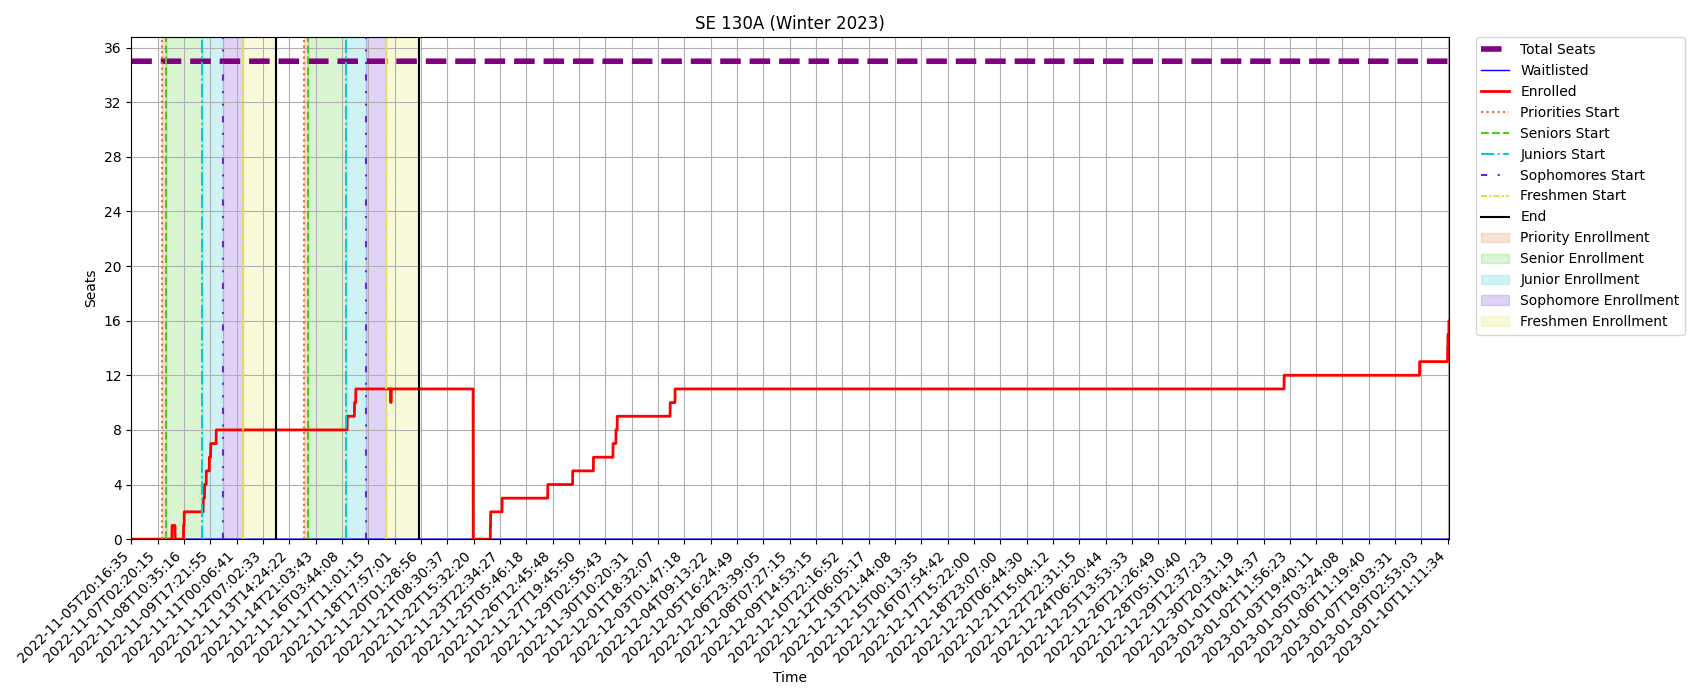 SE 130A (Winter 2023)
Seats
36
32
28
24
20
16
12
8
4
0
2022-11-05T20:16:35
2022-11-07T02:20:15
2022-11-08T10:35:16
2022-11-09T17:21:55
2022-11-11T00:06:41
2022-11-12T07:02:33
2022-11-13T14:24:22
2022-11-14T21:03:43
2022-11-16T03:44:08
2022-11-17T11:01:15
2022-11-18T17:57:01
2022-11-20T01:28:56
2022-11-21T08:30:37
2022-11-22T15:32:20
2022-11-23T22:34:27
2022-11-25T05:46:18
2022-11-26T12:45:48
2022-11-27T19:45:50
2022-11-29T02:55:43
2022-11-30T10:20:31
2022-12-01T18:32:07
2022-12-03T01:47:18
2022-12-04T09:13:22
2022-12-05T16:24:49
2022-12-06T23:39:05
2022-12-08T07:27:15
2022-12-09T14:53:15
2022-12-10T22:16:52
2022-12-12T06:05:17
2022-12-13T21:44:08
2022-12-15T00:13:35
2022-12-16T07:54:42
2022-12-17T15:22:00
2022-12-18T23:07:00
2022-12-20T06:44:30
2022-12-21T15:04:12
2022-12-22T22:31:15
2022-12-24T06:20:44
2022-12-25T13:53:33
2022-12-26T21:26:49
2022-12-28T05:10:40
2022-12-29T12:37:23
2022-12-30T20:31:19
2023-01-01T04:14:37
2023-01-02T11:56:23
2023-01-03T19:40:11
2023-01-05T03:24:08
2023-01-06T11:19:40
2023-01-07T19:03:31
2023-01-09T02:53:03
2023-01-10T11:11:34
Time
Total Seats
Waitlisted
Enrolled
Priorities Start
Seniors Start
Juniors Start
Sophomores Start
Freshmen Start
End
Priority Enrollment
Senior Enrollment
Junior Enrollment
Sophomore Enrollment
Freshmen Enrollment